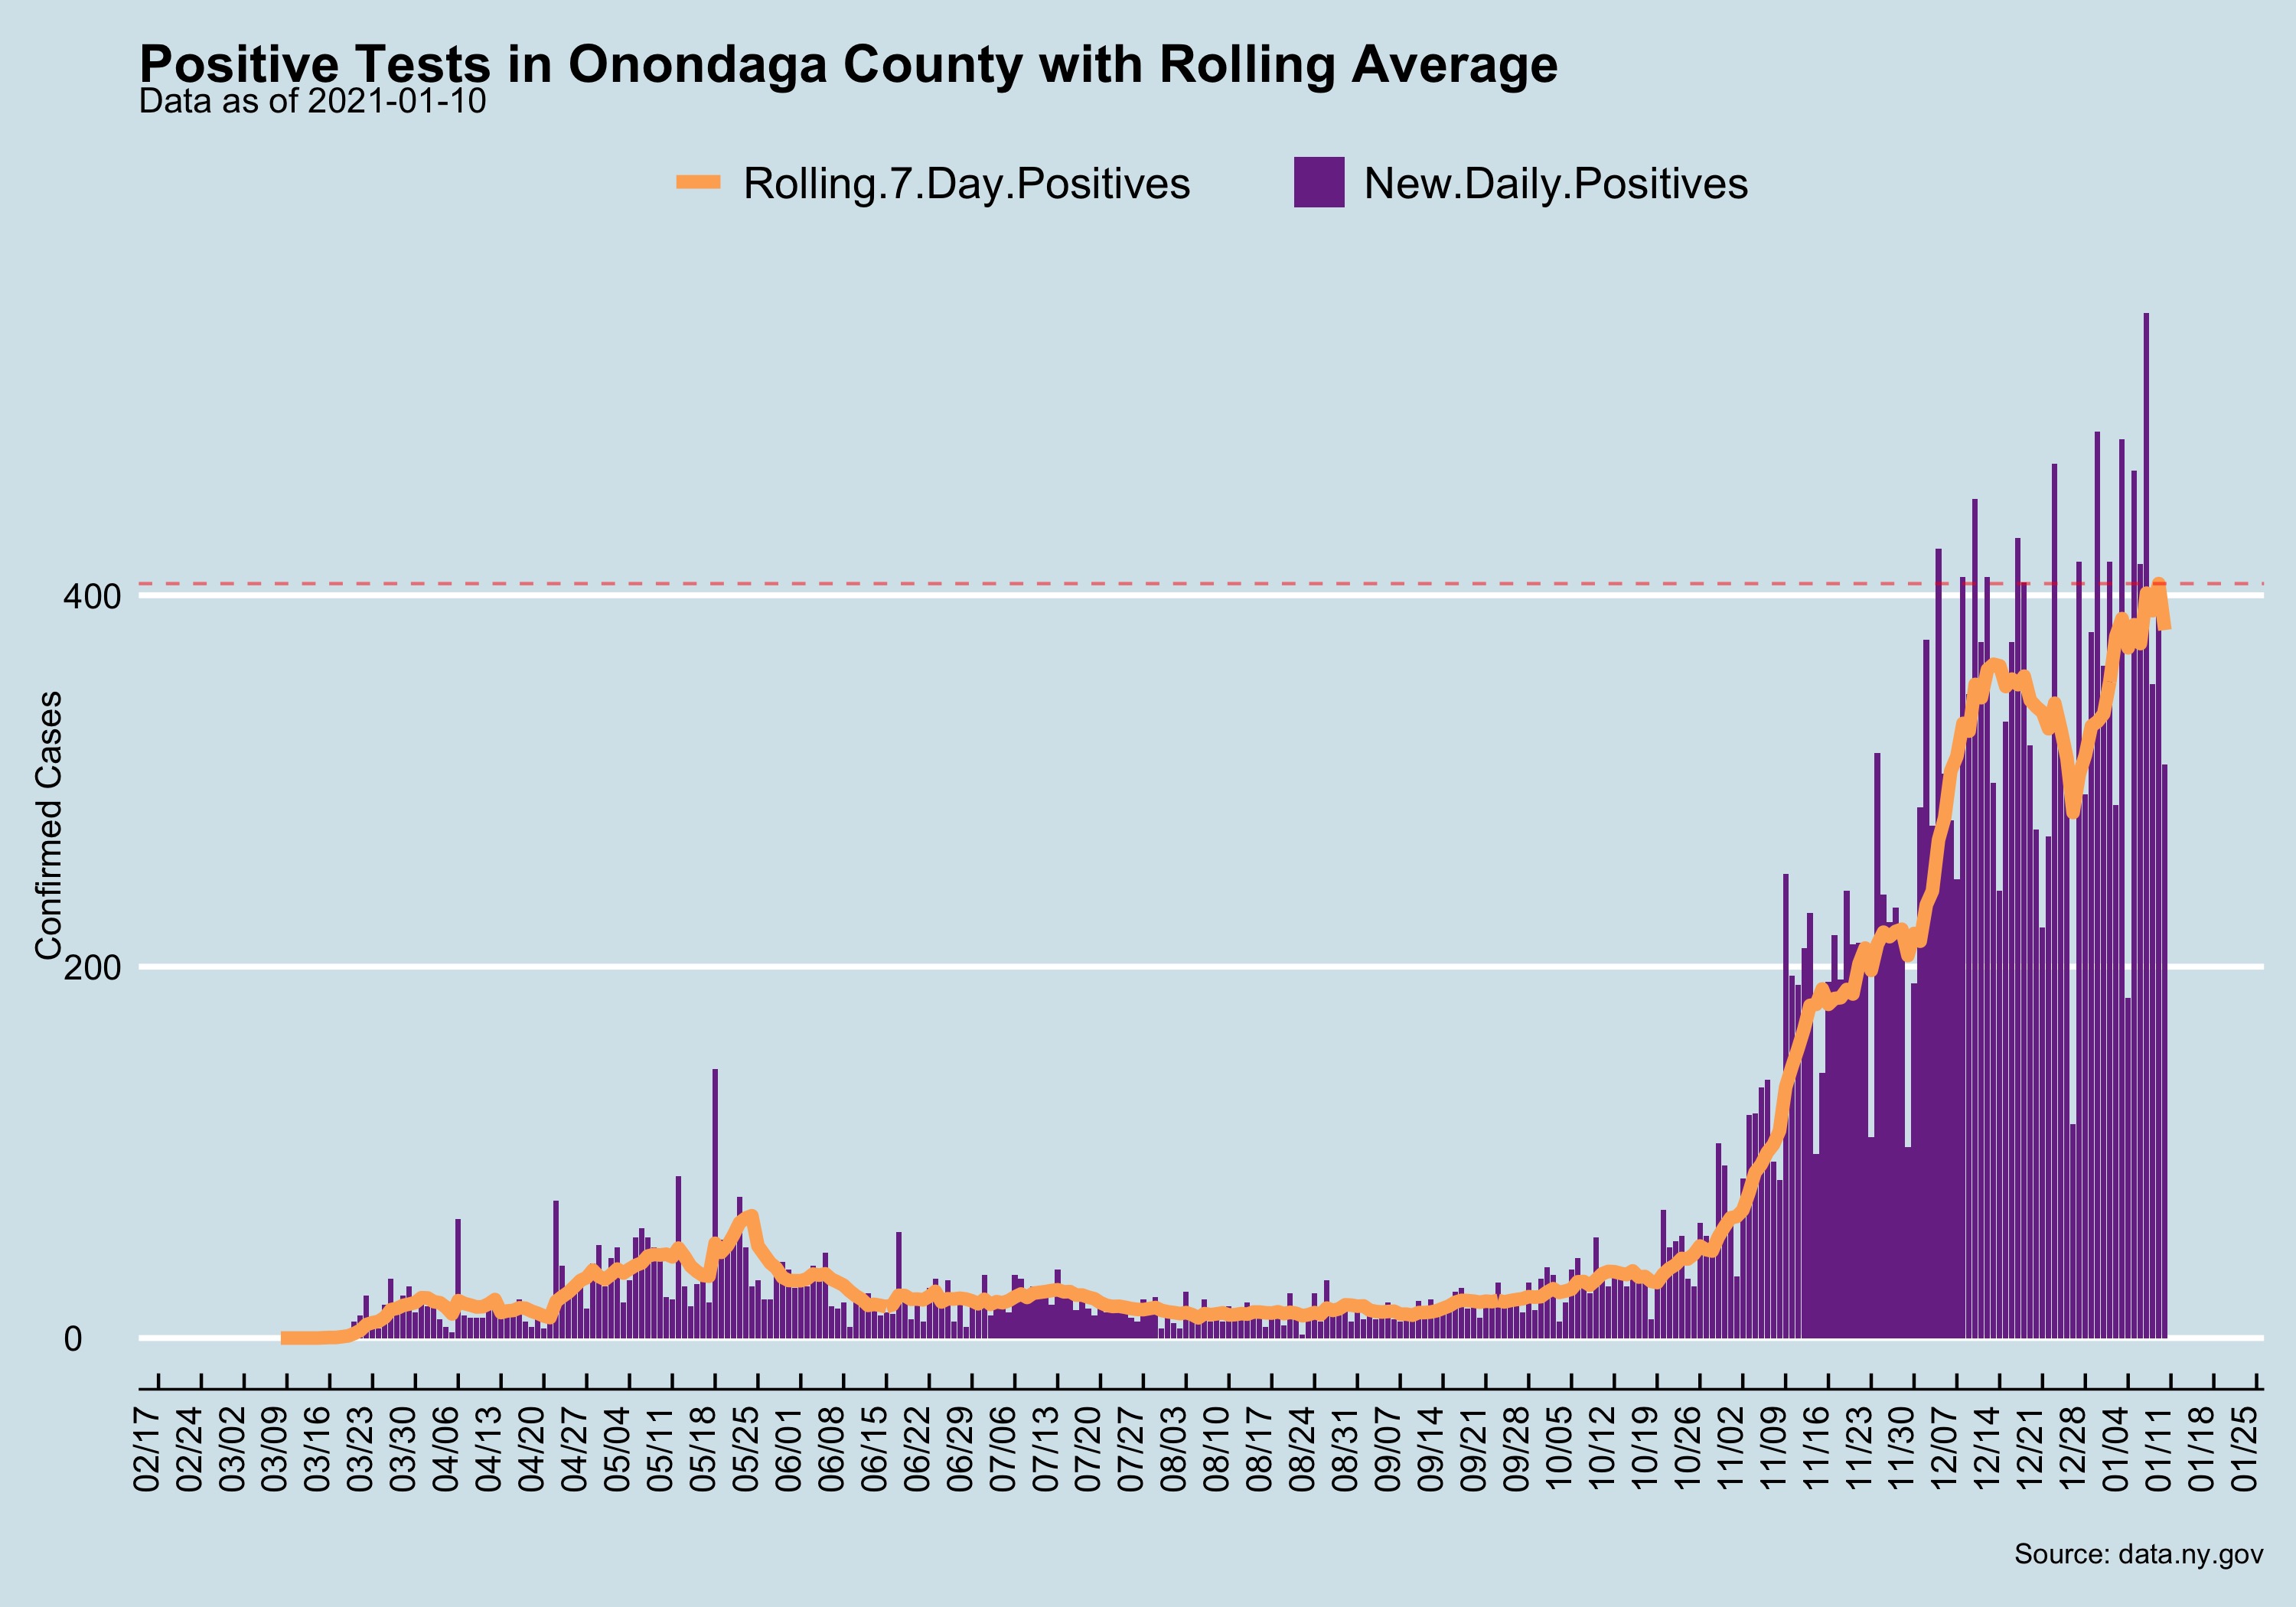 Positive Tests in Onondaga County with Rolling Average
Data as of 2021-01-10
Rolling.7.Day.Positives New.Daily.Positives
Confirmed Cases
400
200
0
02/17 02/24 03/02 03/09 03/16 03/23 03/30 04/06 04/13 04/20 04/27 05/04 05/11 05/18 05/25 06/01 06/08 06/15 06/22 06/29 07/06 07/13 07/20 07/27 08/03 08/10 08/17 08/24 08/31 09/07 09/14 09/21 09/28 10/05 10/12 10/19 10/26 11/02 11/09 11/16 11/23 11/30 12/07 12/14 12/21 12/28 01/04 01/11 01/18 01/25
Source: data.ny.gov